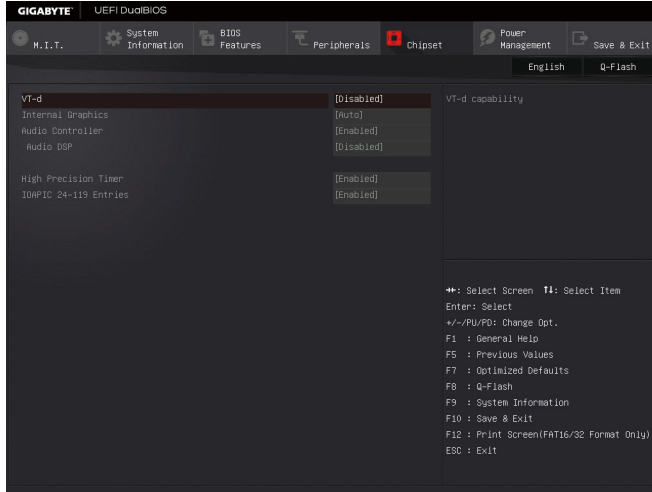 GIGABYTE™ UEFI DualBIOS
M.I.T. System Information BIOS Features Peripherals Chipset Power Management Save & Exit
English Q-Flash
VT-d [Disabled] VT-d capability
Internal Graphics [Auto]
Audio Controller [Enabled]
Audio DSP [Disabled]
High Precision Timer [Enabled]
IOAPIC 24-119 Entries [Enabled]
→←: Select Screen ↑↓: Select Item
Enter: Select
+/-/PU/PD: Change Opt.
F1 : General Help
F5 : Previous Values
F7 : Optimized Defaults
F8 : Q-Flash
F9 : System Information
F10 : Save & Exit
F12 : Print Screen(FAT16/32 Format Only)
ESC : Exit